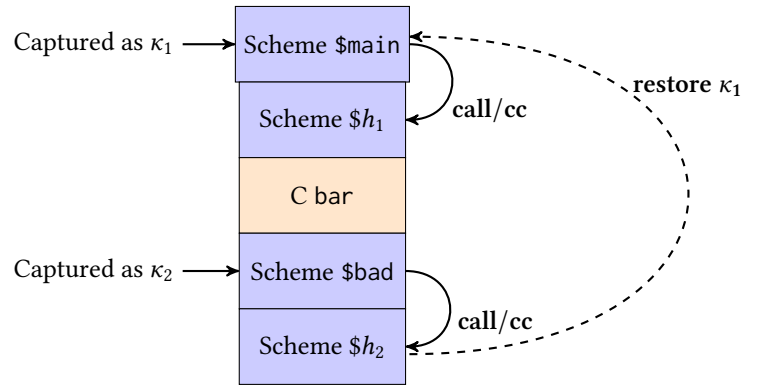 Captured as κ₁
Scheme $main
restore κ₁
Scheme $h₁
call/cc
C bar
Captured as κ₂
Scheme $bad
call/cc
Scheme $h₂